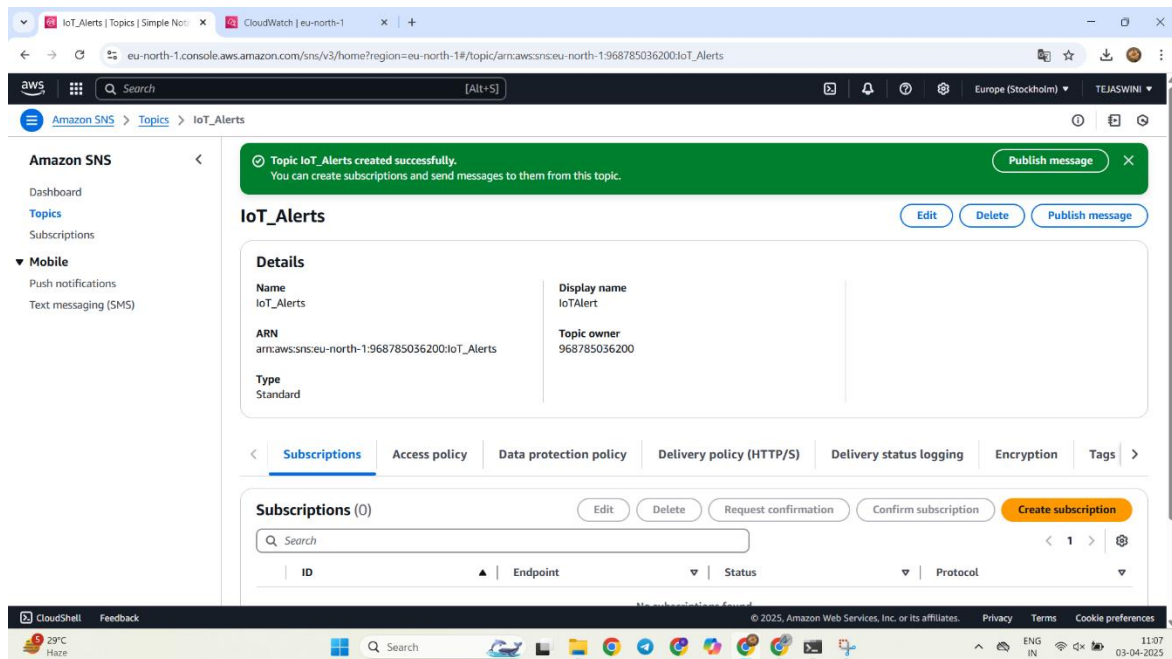 IoT_Alerts | Topics | Simple Noti
CloudWatch | eu-north-1
eu-north-1.console.aws.amazon.com/sns/v3/home?region=eu-north-1#/topic/arn:aws:sns:eu-north-1:968785036200:IoT_Alerts
aws Search [Alt+S] Europe (Stockholm) TEJASWINI
Amazon SNS > Topics > IoT_Alerts
Amazon SNS
Dashboard
Topics
Subscriptions
Mobile
Push notifications
Text messaging (SMS)
Topic IoT_Alerts created successfully.
You can create subscriptions and send messages to them from this topic.
Publish message
IoT_Alerts
Edit Delete Publish message
Details
Name
IoT_Alerts
ARN
arn:aws:sns:eu-north-1:968785036200:IoT_Alerts
Type
Standard
Display name
IoTAlert
Topic owner
968785036200
Subscriptions Access policy Data protection policy Delivery policy (HTTP/S) Delivery status logging Encryption Tags
Subscriptions (0) Edit Delete Request confirmation Confirm subscription Create subscription
Search 1
ID Endpoint Status Protocol
No subscriptions found
CloudShell Feedback © 2025, Amazon Web Services, Inc. or its affiliates. Privacy Terms Cookie preferences
5 29°C
Haze
Search
ENG
IN
11:07
03-04-2025